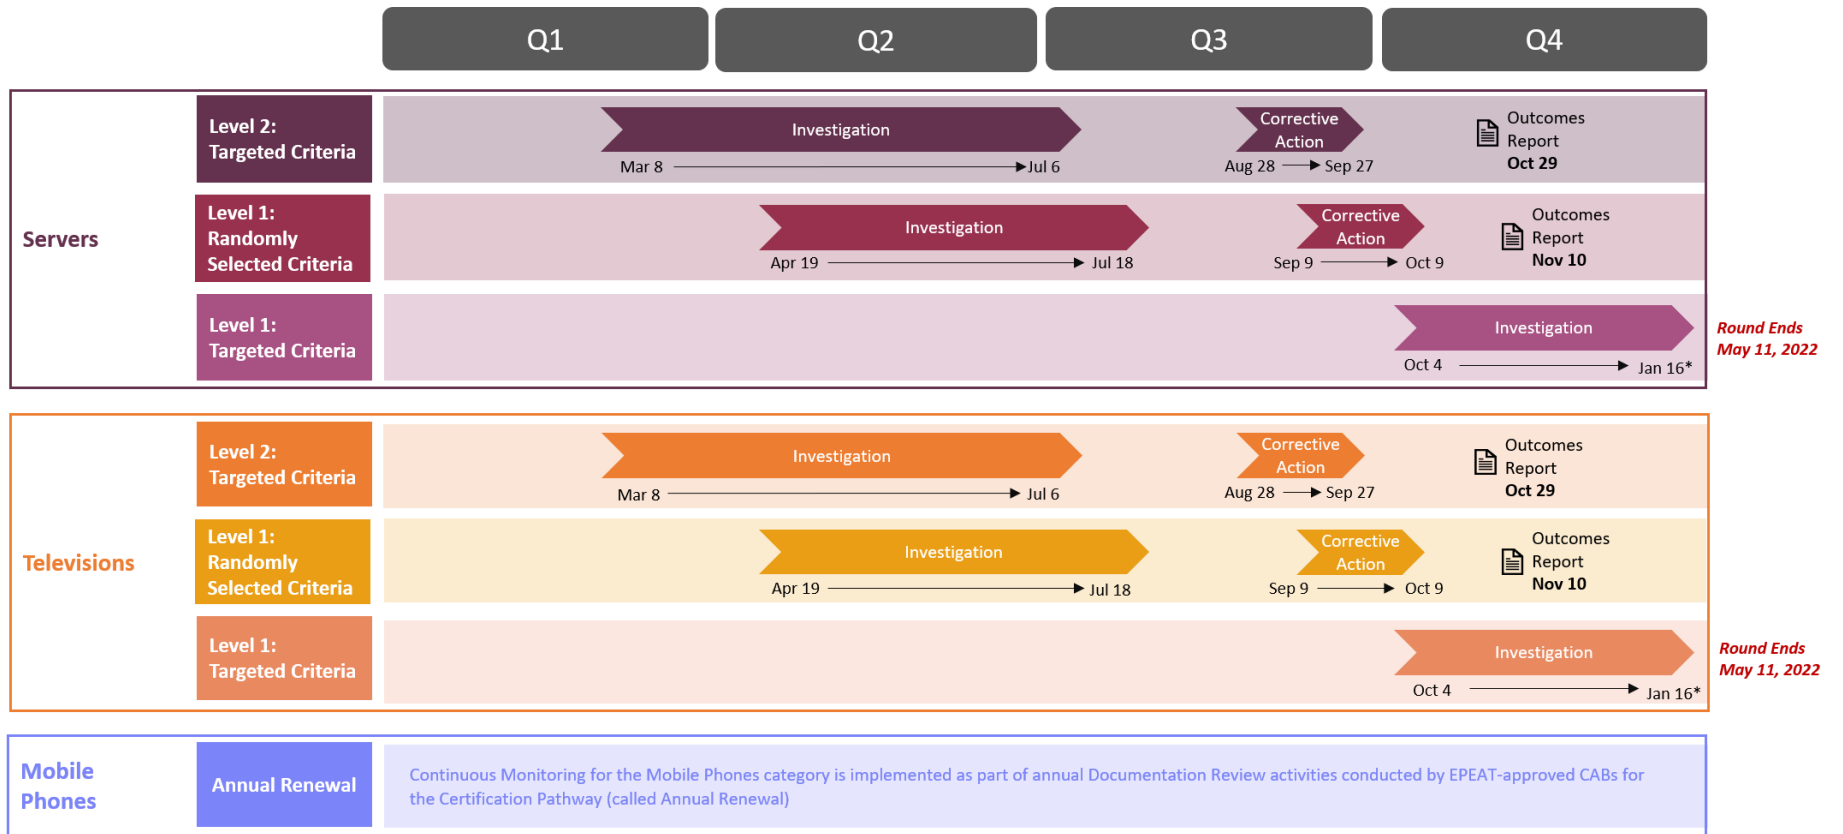 Q1
Q2
Q3
Q4
Servers
Level 2:
Targeted Criteria
Investigation
Mar 8
Jul 6
Corrective
Action
Aug 28
Sep 27
Outcomes
Report
Oct 29
Level 1:
Randomly
Selected Criteria
Investigation
Apr 19
Jul 18
Corrective
Action
Sep 9
Oct 9
Outcomes
Report
Nov 10
Level 1:
Targeted Criteria
Investigation
Oct 4
Jan 16*
Round Ends
May 11, 2022
Televisions
Level 2:
Targeted Criteria
Investigation
Mar 8
Jul 6
Corrective
Action
Aug 28
Sep 27
Outcomes
Report
Oct 29
Level 1:
Randomly
Selected Criteria
Investigation
Apr 19
Jul 18
Corrective
Action
Sep 9
Oct 9
Outcomes
Report
Nov 10
Level 1:
Targeted Criteria
Investigation
Oct 4
Jan 16*
Round Ends
May 11, 2022
Mobile
Phones
Annual Renewal
Continuous Monitoring for the Mobile Phones category is implemented as part of annual Documentation Review activities conducted by EPEAT-approved CABs for
the Certification Pathway (called Annual Renewal)